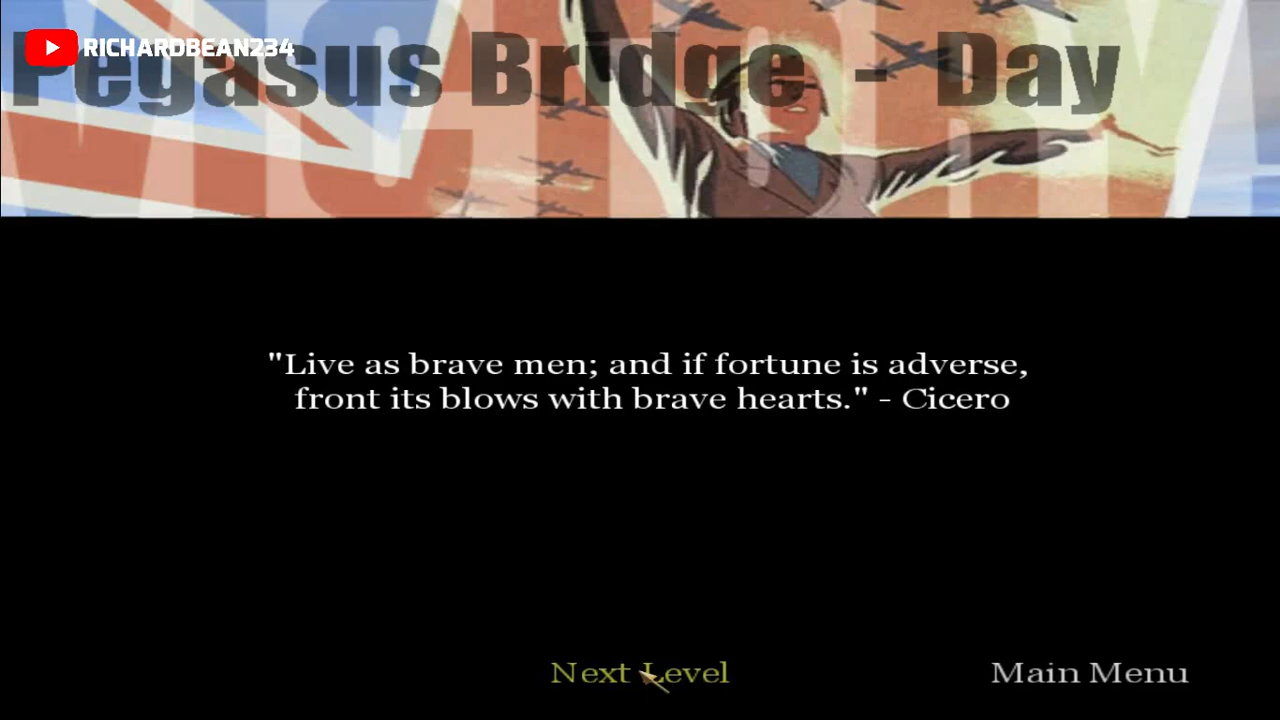 RICHARDBEAN234
Pegasus Bridge - Day
VICTORY
"Live as brave men; and if fortune is adverse,
front its blows with brave hearts." - Cicero
Next Level
Main Menu